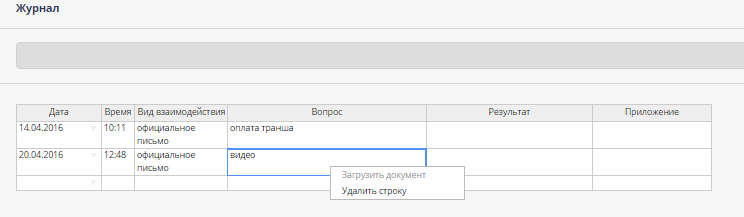 Журнал
Дата Время Вид взаимодействия Вопрос Результат Приложение
14.04.2016 10:11 официальное оплата транша
письмо
20.04.2016 12:48 официальное видео
письмо
Загрузить документ
Удалить строку